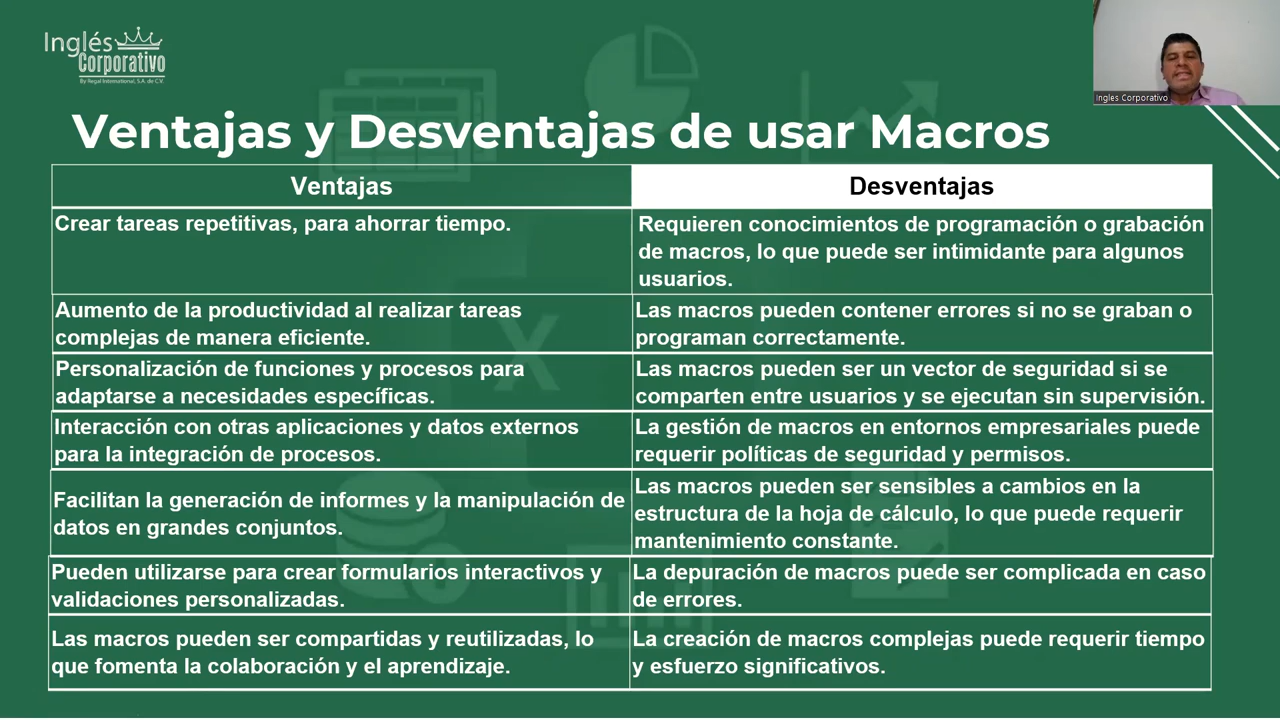 Inglés
Corporativo
By Regal International, S.A. de C.V.
Ingles Corporativo
Ventajas y Desventajas de usar Macros
Ventajas
Desventajas
Crear tareas repetitivas, para ahorrar tiempo.
Requieren conocimientos de programación o grabación
de macros, lo que puede ser intimidante para algunos
usuarios.
Aumento de la productividad al realizar tareas
complejas de manera eficiente.
Las macros pueden contener errores si no se graban o
programan correctamente.
Personalización de funciones y procesos para
adaptarse a necesidades específicas.
Las macros pueden ser un vector de seguridad si se
comparten entre usuarios y se ejecutan sin supervisión.
Interacción con otras aplicaciones y datos externos
para la integración de procesos.
La gestión de macros en entornos empresariales puede
requerir políticas de seguridad y permisos.
Facilitan la generación de informes y la manipulación de
datos en grandes conjuntos.
Las macros pueden ser sensibles a cambios en la
estructura de la hoja de cálculo, lo que puede requerir
mantenimiento constante.
Pueden utilizarse para crear formularios interactivos y
validaciones personalizadas.
La depuración de macros puede ser complicada en caso
de errores.
Las macros pueden ser compartidas y reutilizadas, lo
que fomenta la colaboración y el aprendizaje.
La creación de macros complejas puede requerir tiempo
y esfuerzo significativos.
X